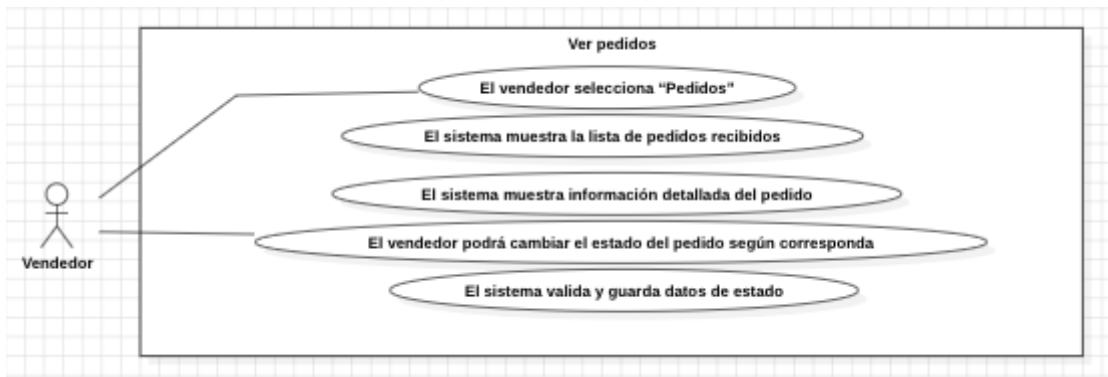 Ver pedidos
El vendedor selecciona “Pedidos”
El sistema muestra la lista de pedidos recibidos
El sistema muestra información detallada del pedido
El vendedor podrá cambiar el estado del pedido según corresponda
Vendedor
El sistema valida y guarda datos de estado